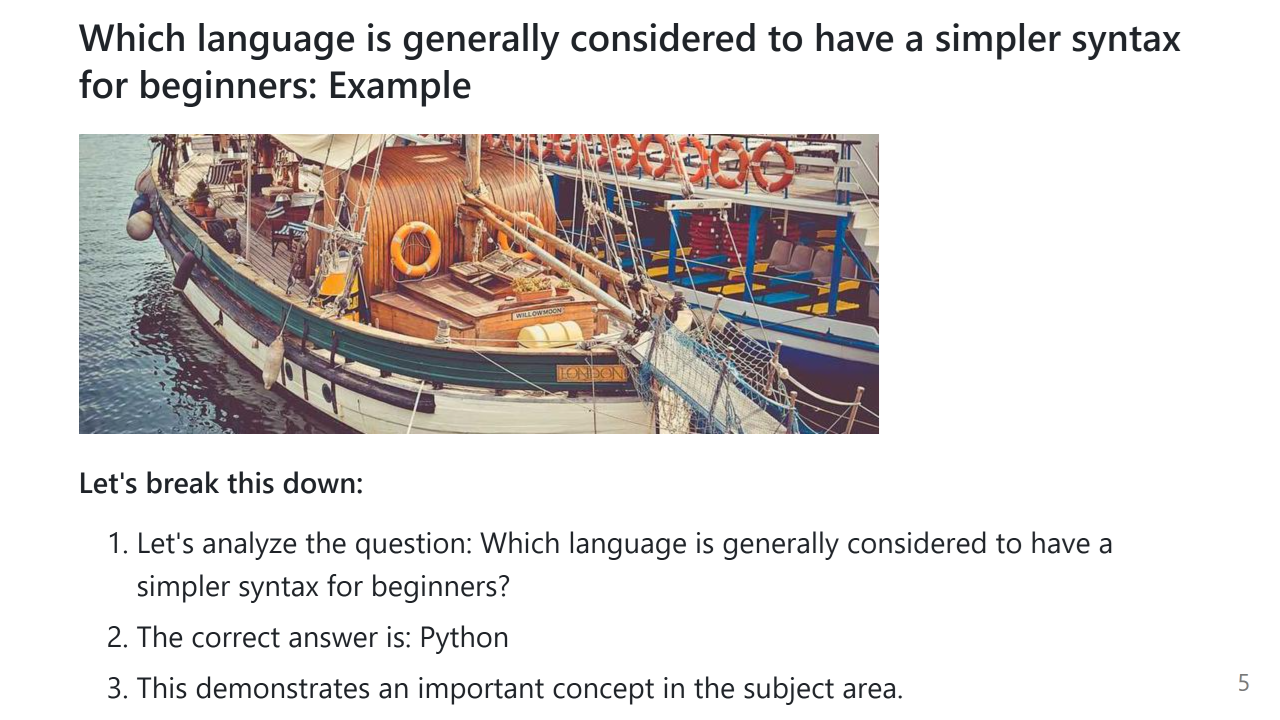 Which language is generally considered to have a simpler syntax
for beginners: Example
WILLOWMOON
LONDON
Let's break this down:
1. Let's analyze the question: Which language is generally considered to have a
simpler syntax for beginners?
2. The correct answer is: Python
3. This demonstrates an important concept in the subject area.
5